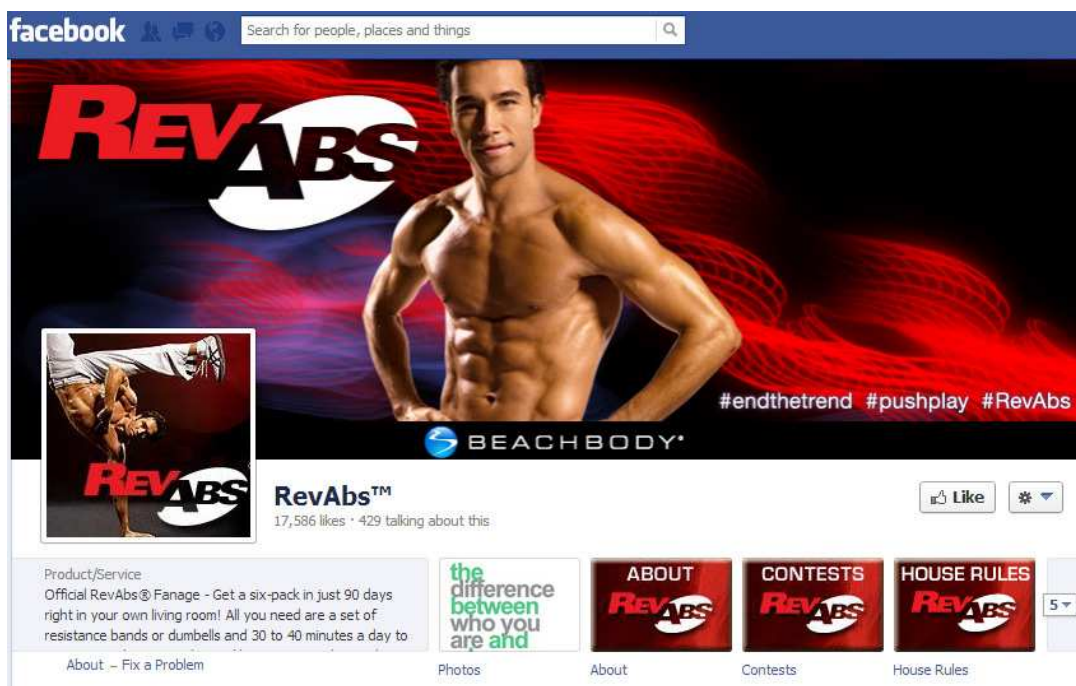 facebook
Search for people, places and things
REVABS
#endthetrend #pushplay #RevAbs
BEACHBODY
REVABS
RevAbs™
17,586 likes · 429 talking about this
Like
Product/Service
Official RevAbs® Fanage - Get a six-pack in just 90 days
right in your own living room! All you need are a set of
resistance bands or dumbells and 30 to 40 minutes a day to
About – Fix a Problem
the
difference
between
who you
are and
Photos
ABOUT
REVABS
About
CONTESTS
REVABS
Contests
HOUSE RULES
REVABS
House Rules
5